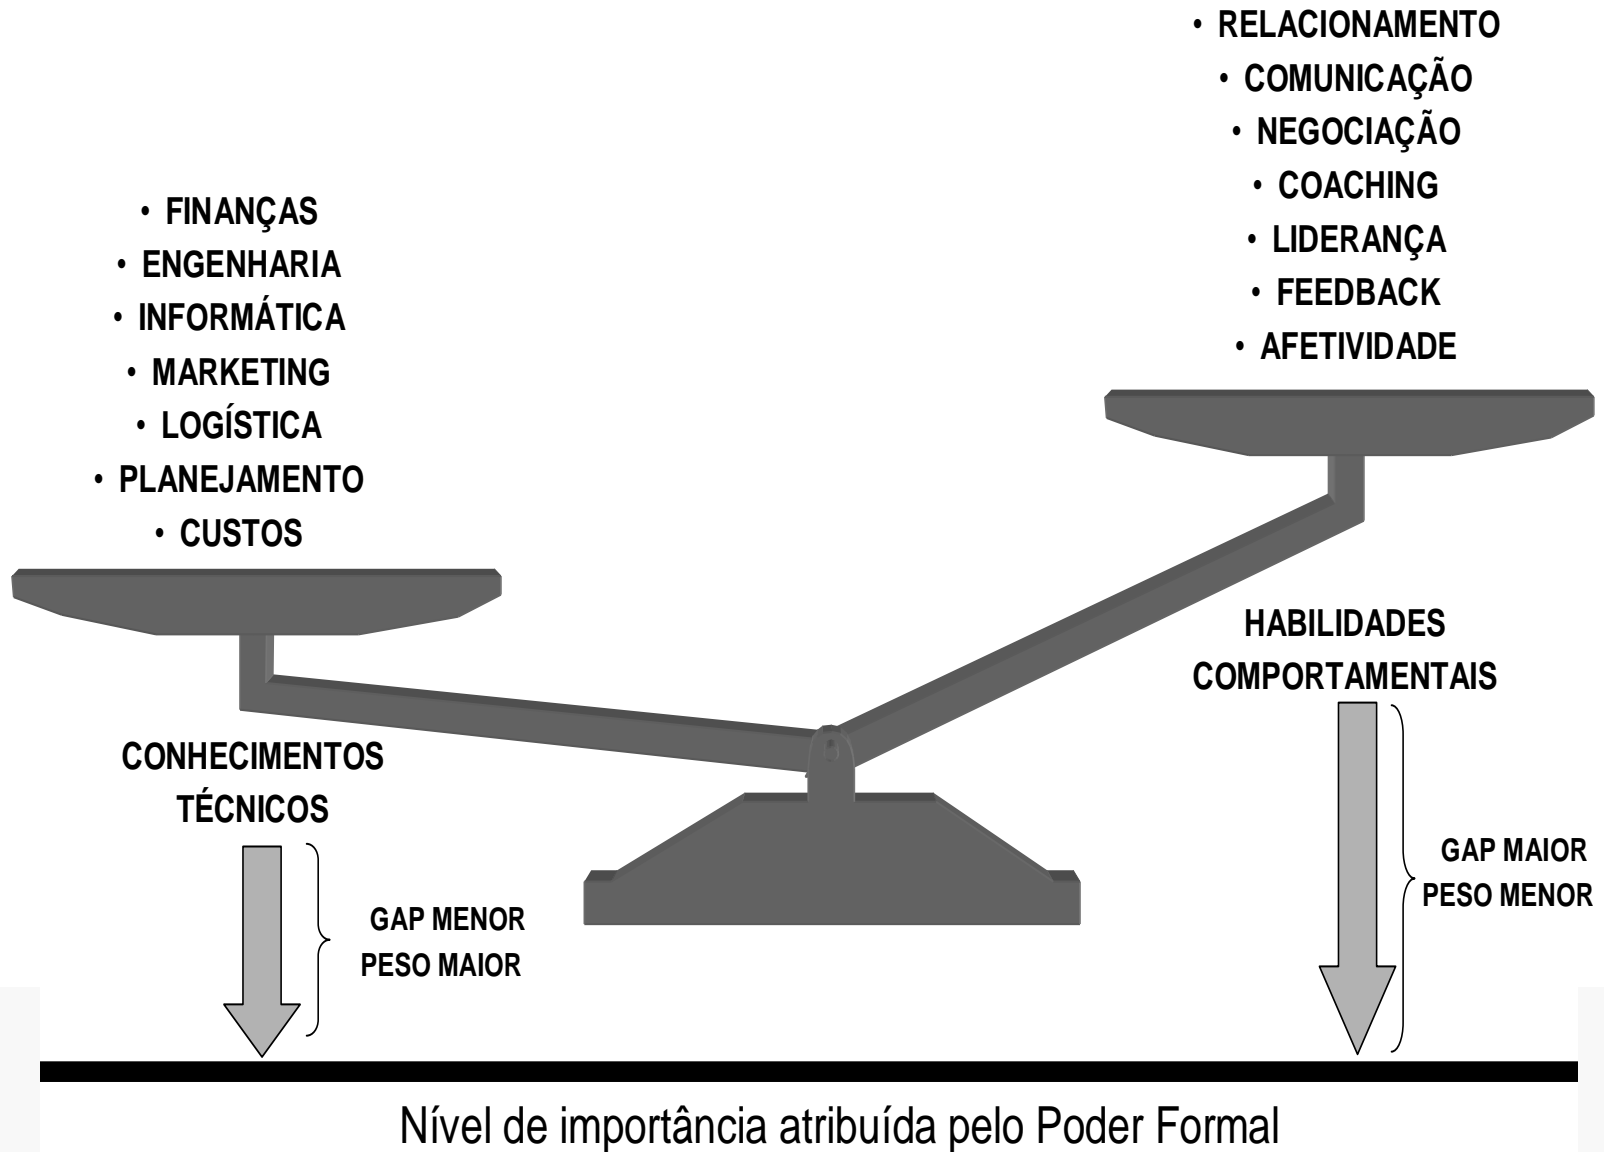 • FINANÇAS
• ENGENHARIA
• INFORMÁTICA
• MARKETING
• LOGÍSTICA
• PLANEJAMENTO
• CUSTOS
CONHECIMENTOS
TÉCNICOS
GAP MENOR
PESO MAIOR
• RELACIONAMENTO
• COMUNICAÇÃO
• NEGOCIAÇÃO
• COACHING
• LIDERANÇA
• FEEDBACK
• AFETIVIDADE
HABILIDADES
COMPORTAMENTAIS
GAP MAIOR
PESO MENOR
Nível de importância atribuída pelo Poder Formal